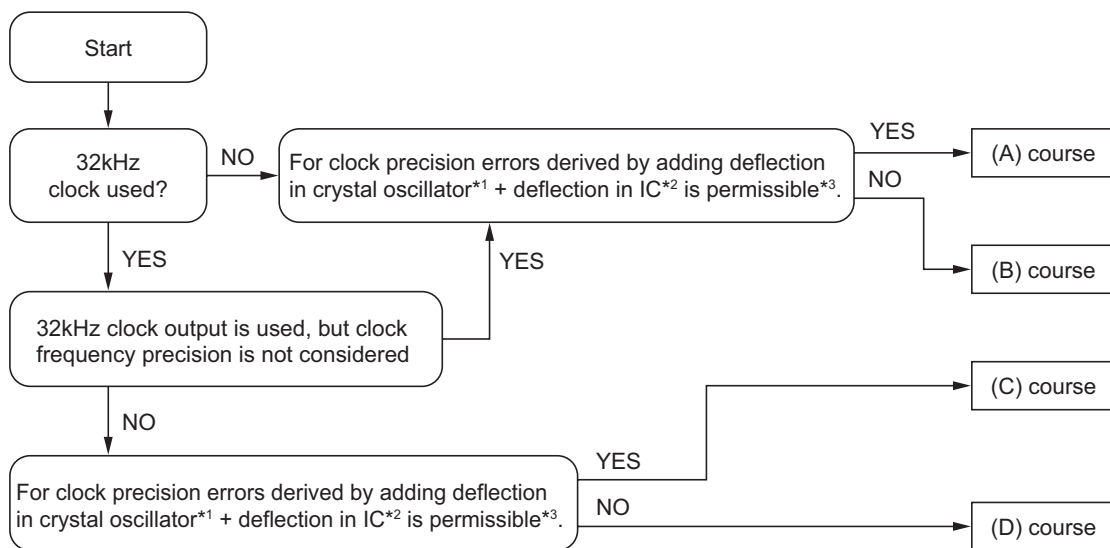 Start
32kHz
clock used?
NO
For clock precision errors derived by adding deflection
in crystal oscillator*1 + deflection in IC*2 is permissible*3.
YES
(A) course
NO
(B) course
YES
YES
32kHz clock output is used, but clock
frequency precision is not considered
(C) course
NO
YES
For clock precision errors derived by adding deflection
in crystal oscillator*1 + deflection in IC*2 is permissible*3.
NO
(D) course